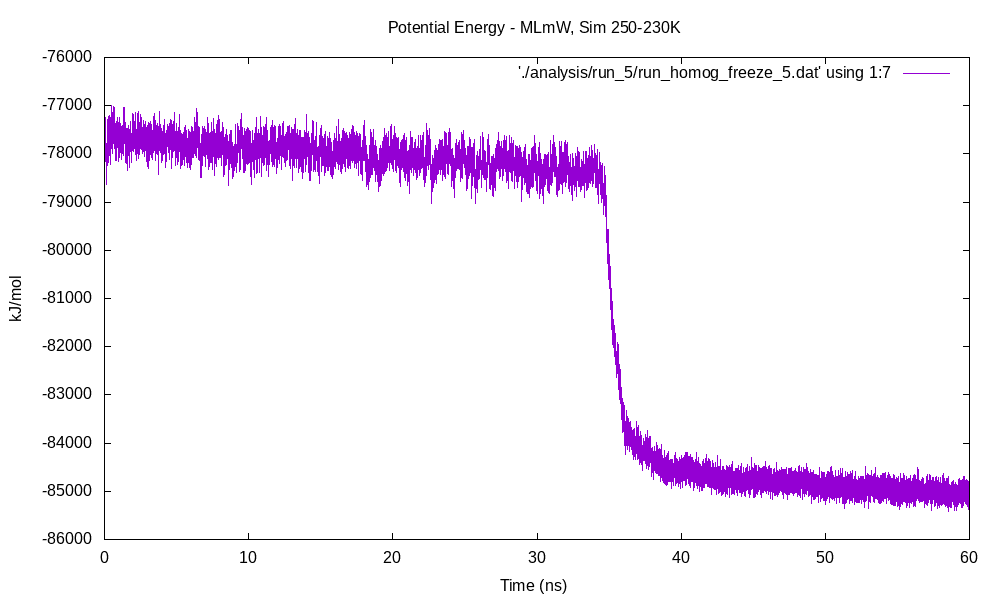 Potential Energy - MLmW, Sim 250-230K
'./analysis/run_5/run_homog_freeze_5.dat' using 1:7
-76000
-77000
-78000
-79000
-80000
-81000
-82000
-83000
-84000
-85000
-86000
kJ/mol
0 10 20 30 40 50 60
Time (ns)